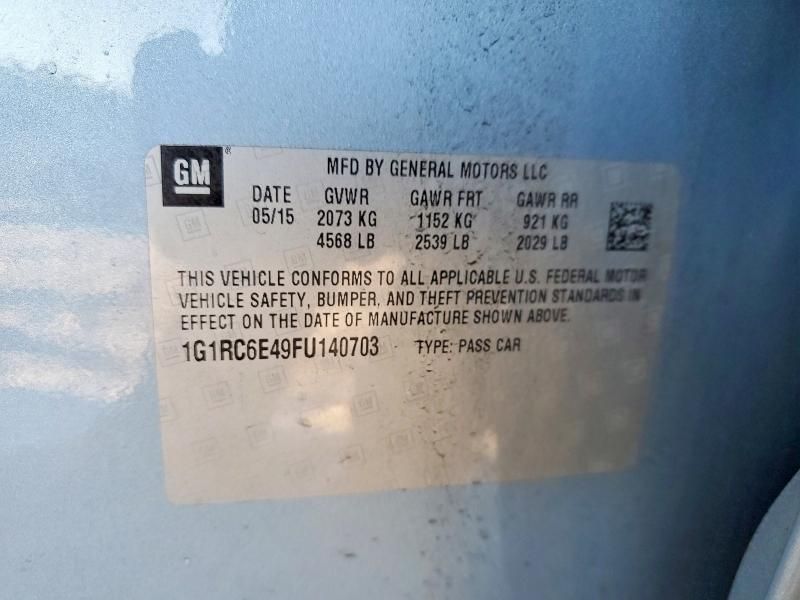 GM
MFD BY GENERAL MOTORS LLC
DATE GVWR GAWR FRT GAWR RR
05/15 2073 KG 1152 KG 921 KG
4568 LB 2539 LB 2029 LB
THIS VEHICLE CONFORMS TO ALL APPLICABLE U.S. FEDERAL MOTOR
VEHICLE SAFETY, BUMPER, AND THEFT PREVENTION STANDARDS IN
EFFECT ON THE DATE OF MANUFACTURE SHOWN ABOVE.
1G1RC6E49FU140703 TYPE: PASS CAR